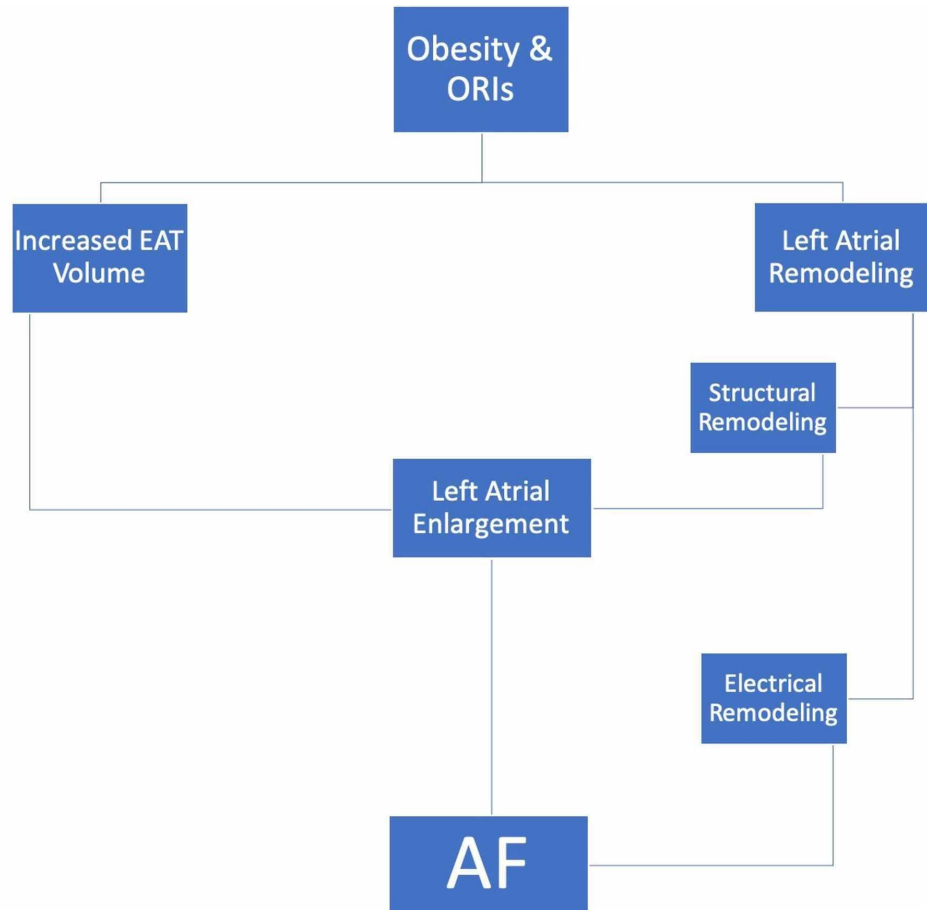 Obesity &
ORIs
Increased EAT
Volume
Left Atrial
Remodeling
Structural
Remodeling
Left Atrial
Enlargement
Electrical
Remodeling
AF